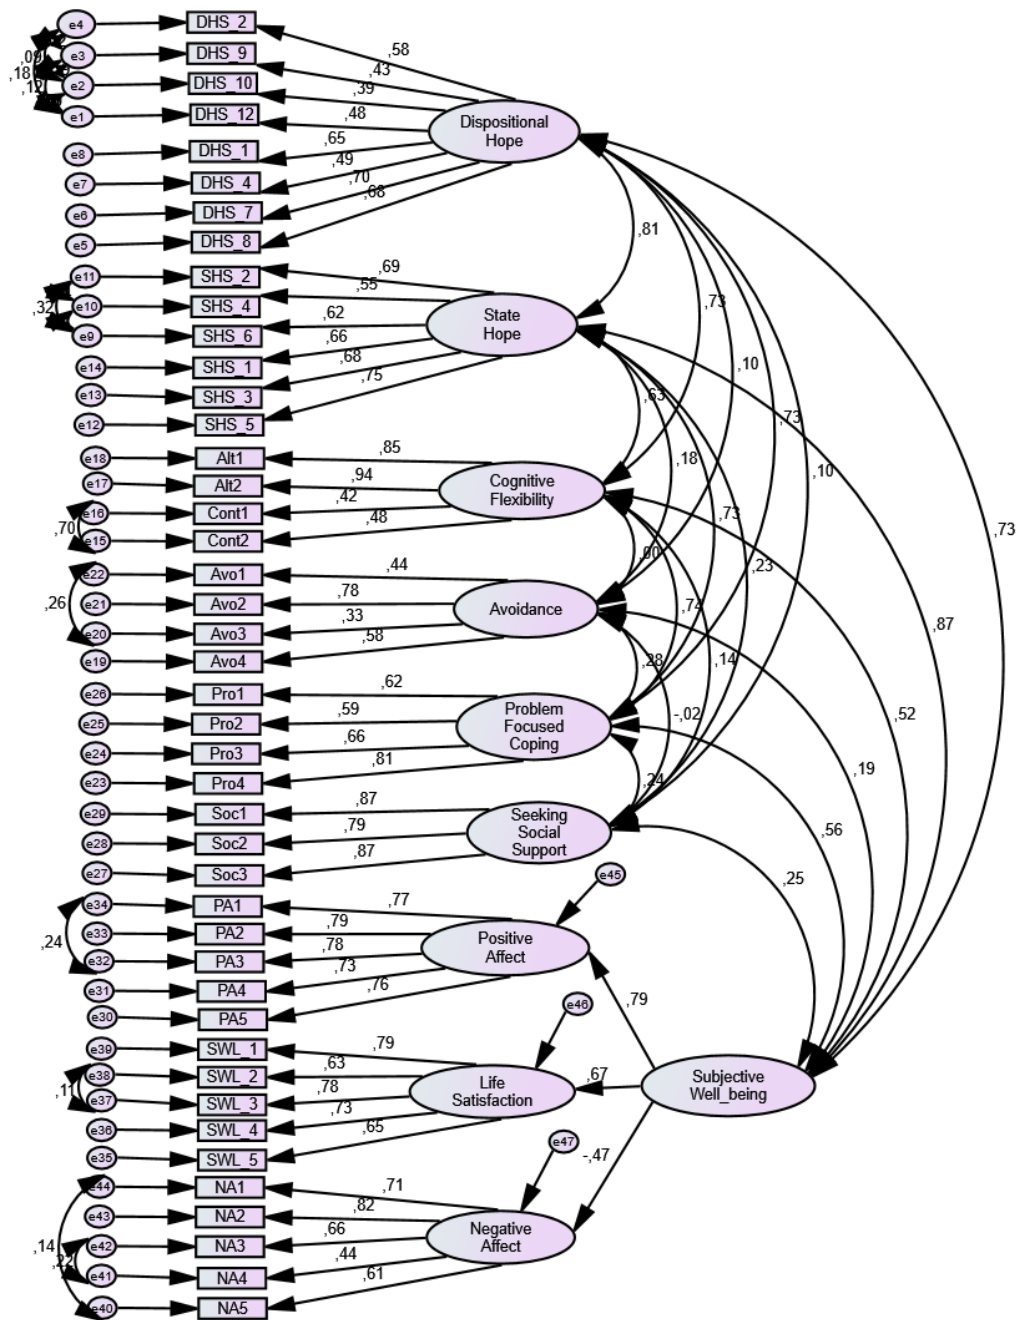 e4
DHS_2
,58
e3
DHS_9
,09
,43
,18
e2
DHS_10
,39
,12
e1
DHS_12
,48
Dispositional
Hope
e8
DHS_1
,65
e7
DHS_4
,49
e6
DHS_7
,70
e5
DHS_8
,68
,81
e11
SHS_2
,69
e10
SHS_4
,55
,32
e9
SHS_6
,62
State
Hope
,73
e14
SHS_1
,66
e13
SHS_3
,68
e12
SHS_5
,75
,10
,63
,73
e18
Alt1
,85
,18
,10
e17
Alt2
,94
Cognitive
Flexibility
e16
Cont1
,42
,73
,70
e15
Cont2
,48
,73
,00
,23
e22
Avo1
,44
e21
Avo2
,78
,26
Avoidance
,74
e20
Avo3
,33
,87
e19
Avo4
,58
,28
,14
e26
Pro1
,62
e25
Pro2
,59
Problem
Focused
Coping
-,02
,52
e24
Pro3
,66
e23
Pro4
,81
,24
,19
e29
Soc1
,87
e28
Soc2
,79
Seeking
Social
Support
,56
e27
Soc3
,87
e45
,25
e34
PA1
,77
e33
PA2
,79
,24
e32
PA3
,78
Positive
Affect
e31
PA4
,73
e30
PA5
,76
e46
,79
e39
SWL_1
,79
e38
SWL_2
,63
,11
e37
SWL_3
,78
Life
Satisfaction
,67
Subjective
Well_being
e36
SWL_4
,73
e35
SWL_5
,65
e47
-,47
e44
NA1
,71
e43
NA2
,82
,14
e42
NA3
,66
Negative
Affect
,22
e41
NA4
,44
e40
NA5
,61